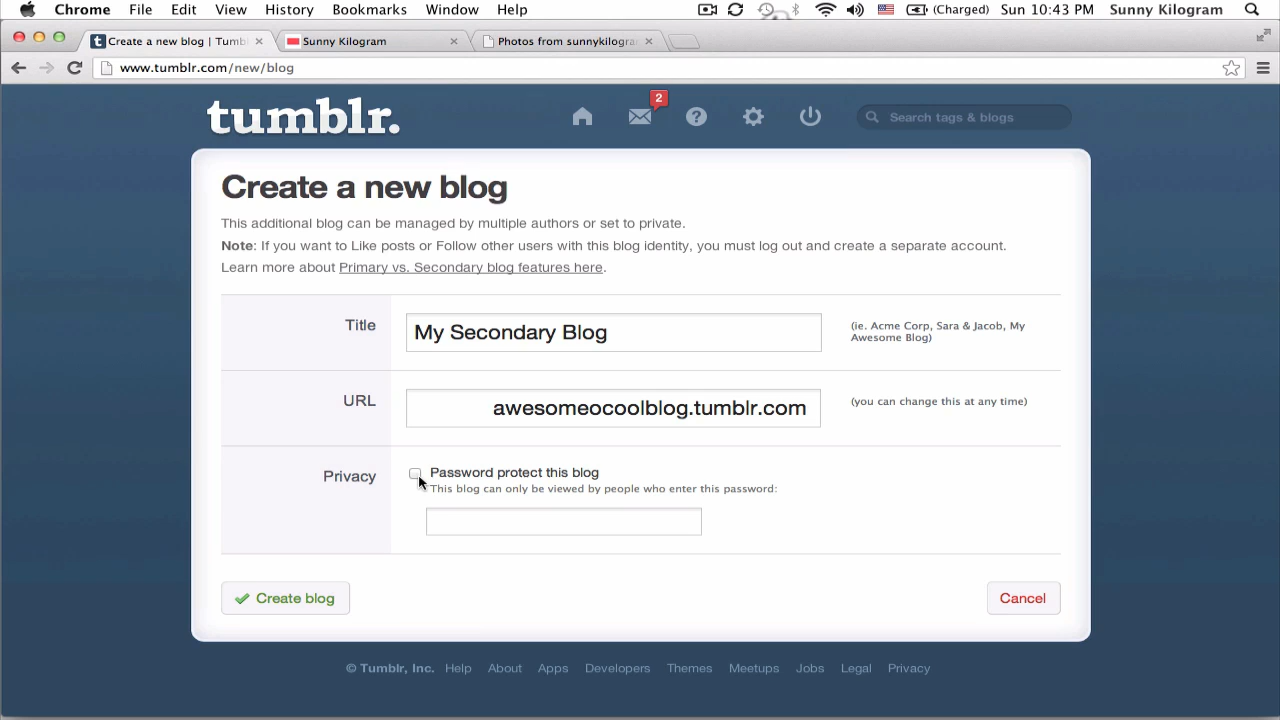 Chrome File Edit View History Bookmarks Window Help (Charged) Sun 10:43 PM Sunny Kilogram
Create a new blog | Tumbl Sunny Kilogram Photos from sunnykilogra
www.tumblr.com/new/blog
tumblr. 2 Search tags & blogs
Create a new blog
This additional blog can be managed by multiple authors or set to private.
Note: If you want to Like posts or Follow other users with this blog identity, you must log out and create a separate account.
Learn more about Primary vs. Secondary blog features here.
Title My Secondary Blog (ie. Acme Corp, Sara & Jacob, My
Awesome Blog)
URL awesomeocoolblog.tumblr.com (you can change this at any time)
Privacy Password protect this blog
This blog can only be viewed by people who enter this password:
Create blog Cancel
© Tumblr, Inc. Help About Apps Developers Themes Meetups Jobs Legal Privacy